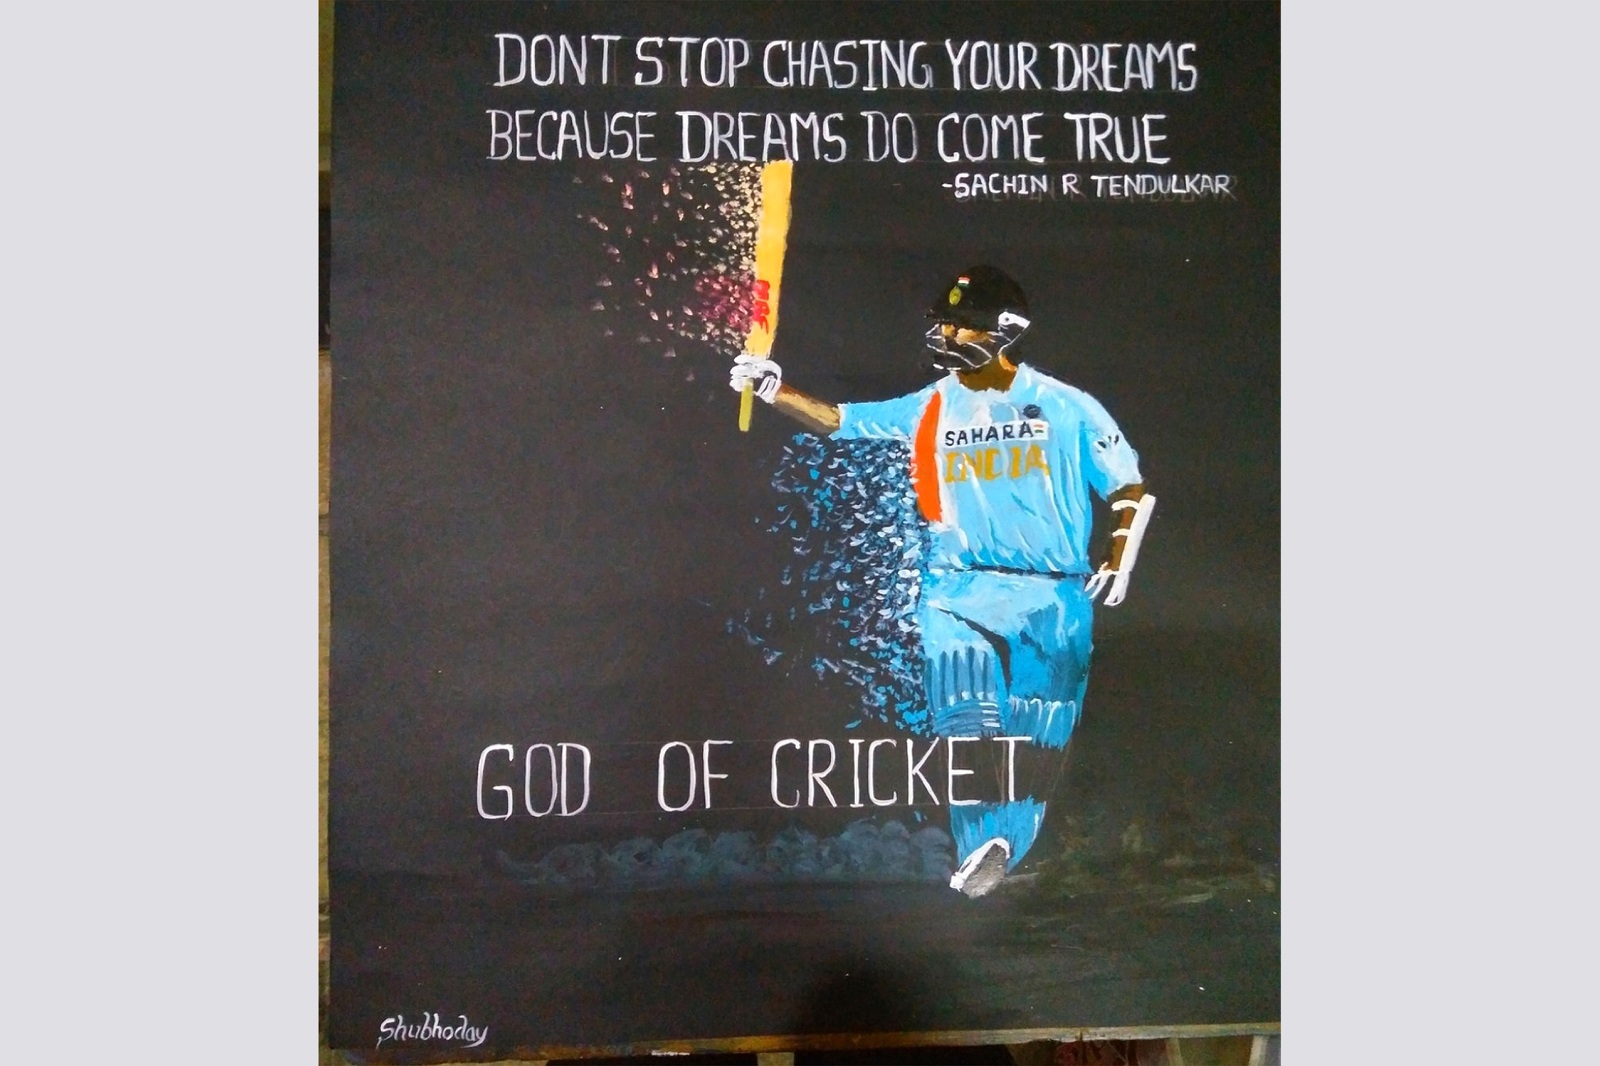 DONT STOP CHASING YOUR DREAMS
BECAUSE DREAMS DO COME TRUE
-SACHIN R TENDULKAR
SAHARA
INDIA
GOD OF CRICKET
Shubhoday